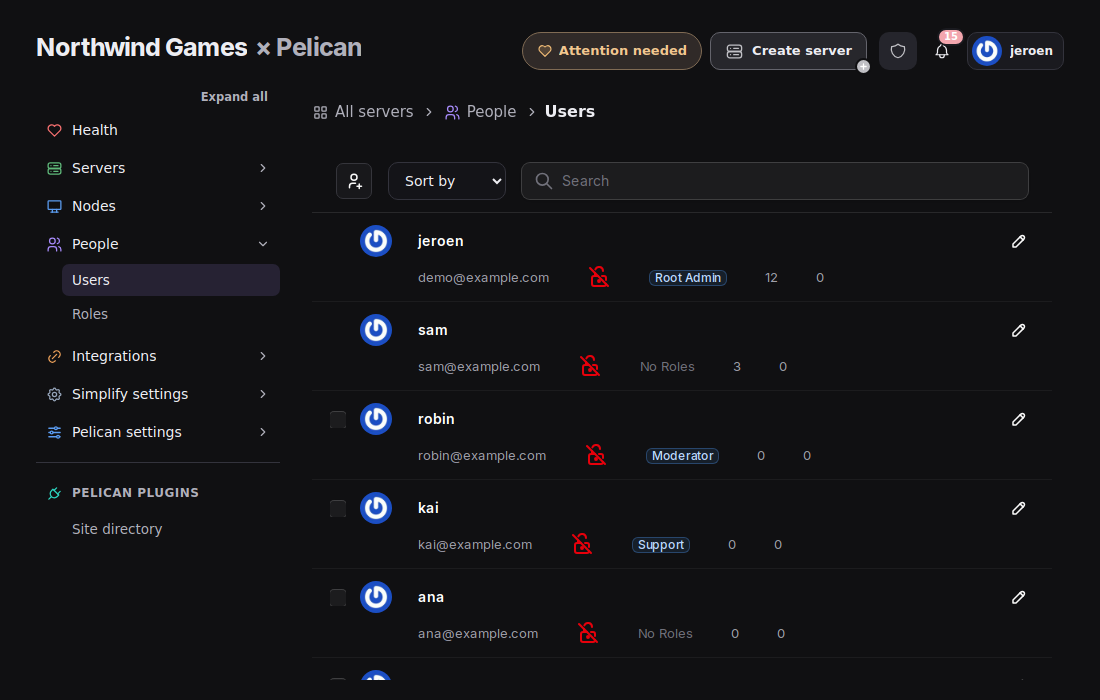 Northwind Games × Pelican
Attention needed
Create server
15
jeroen
Expand all
Health
Servers
Nodes
People
Users
Roles
Integrations
Simplify settings
Pelican settings
PELICAN PLUGINS
Site directory
All servers > People > Users
Sort by
Search
jeroen
demo@example.com Root Admin 12 0
sam
sam@example.com No Roles 3 0
robin
robin@example.com Moderator 0 0
kai
kai@example.com Support 0 0
ana
ana@example.com No Roles 0 0